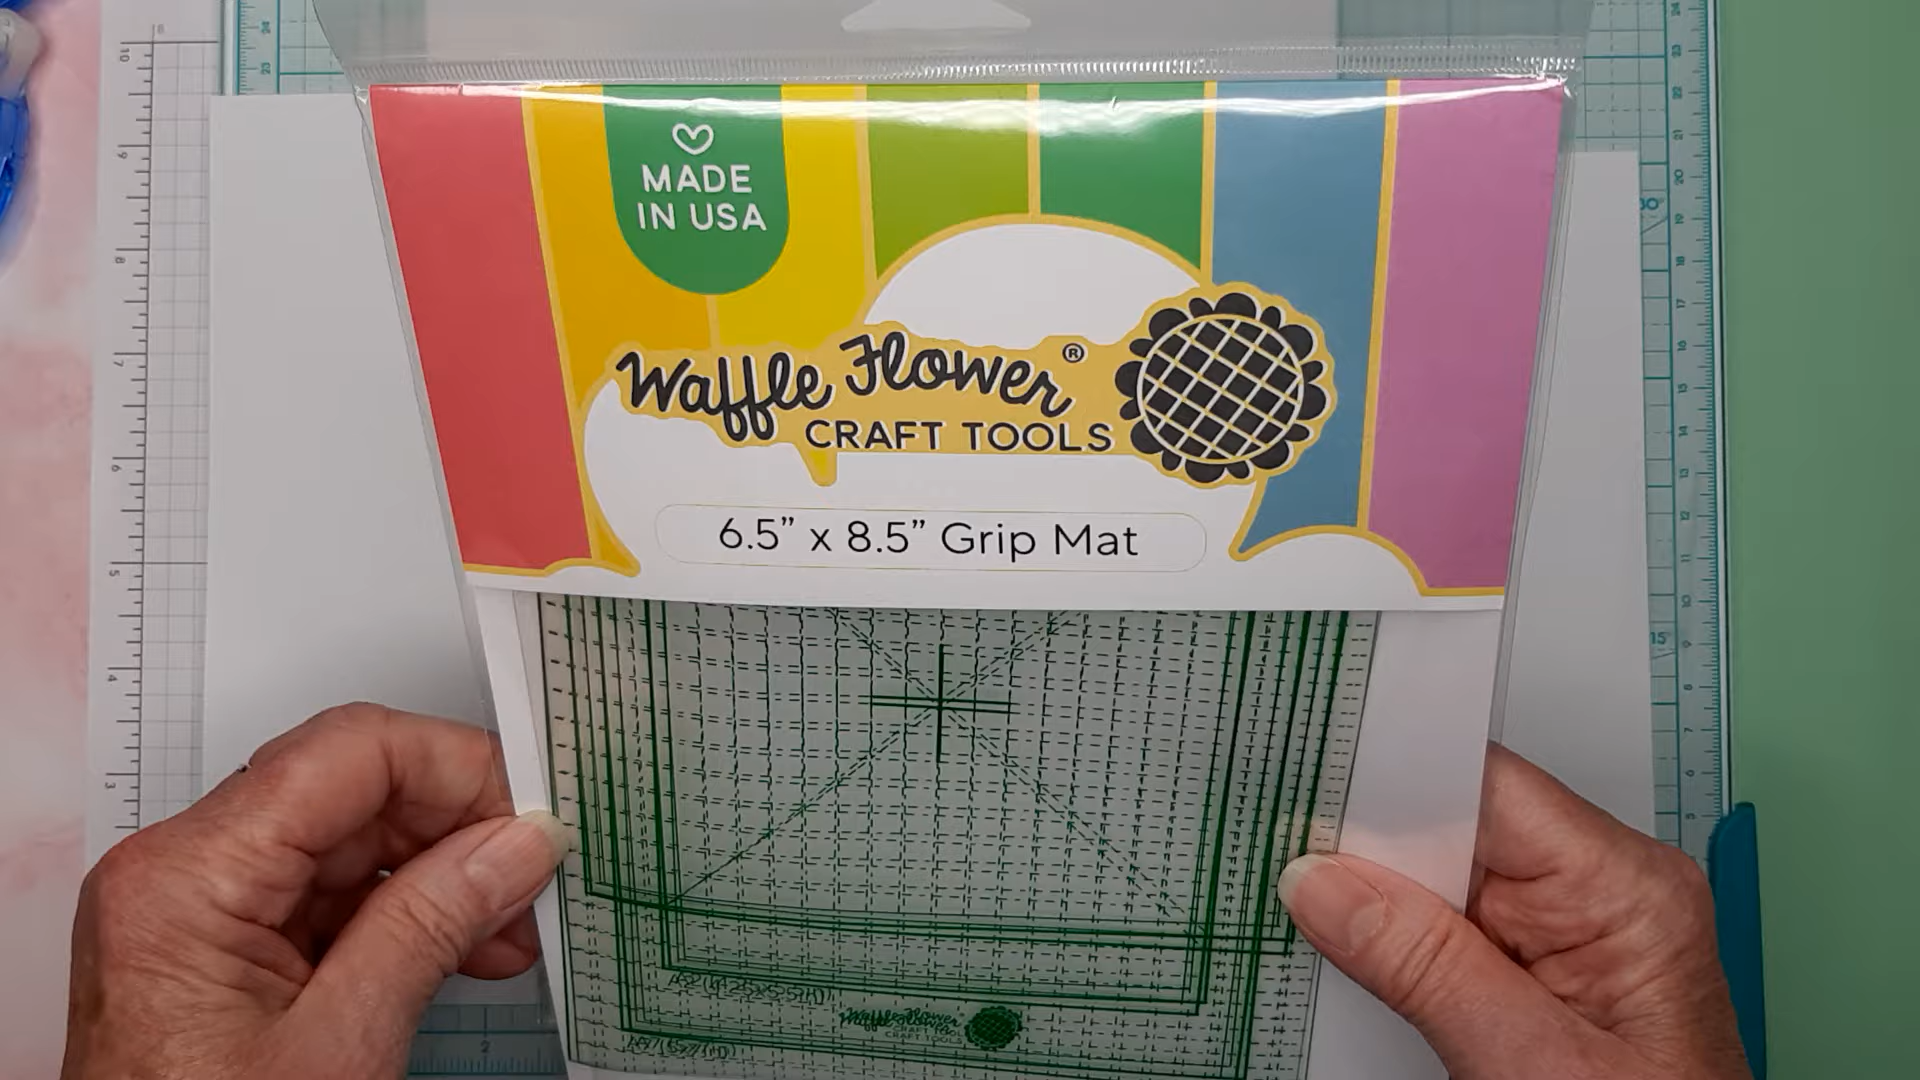 MADE
IN USA
Waffle Flower®
CRAFT TOOLS
6.5” x 8.5” Grip Mat
Waffle Flower
CRAFT TOOLS